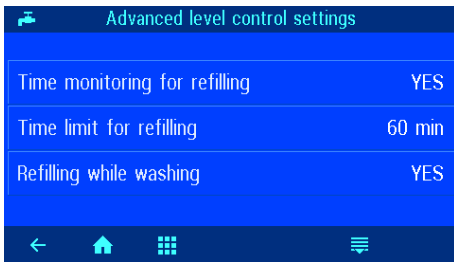 Advanced level control settings
Time monitoring for refilling YES
Time limit for refilling 60 min
Refilling while washing YES